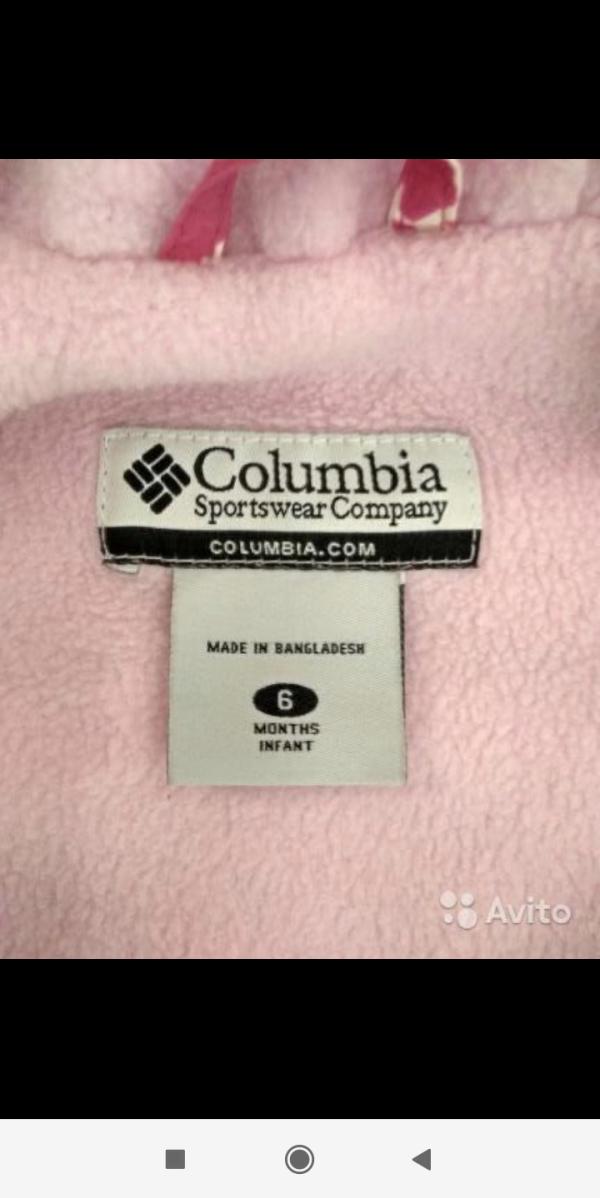 Columbia
Sportswear Company
COLUMBIA.COM
MADE IN BANGLADESH
6
MONTHS
INFANT
Avito